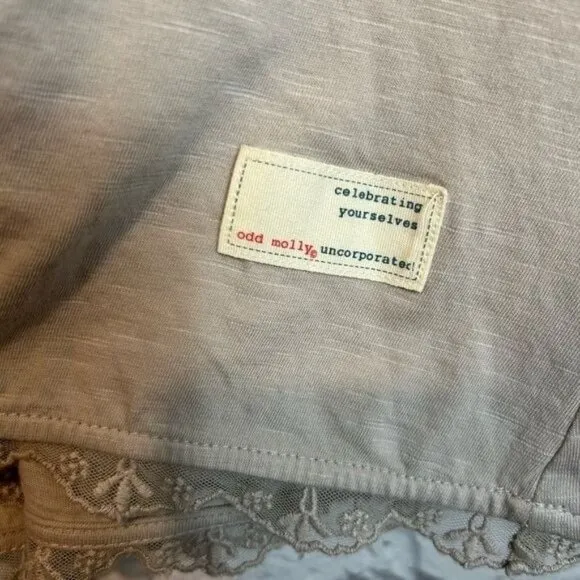 celebrating
yourselves
odd molly© uncorporated